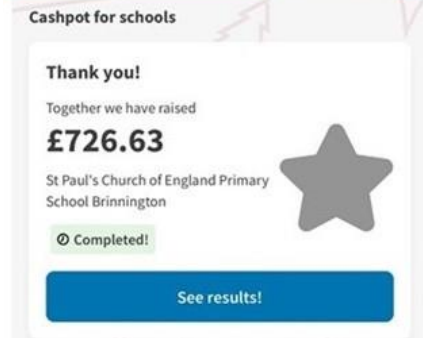 Cashpot for schools
Thank you!
Together we have raised
£726.63
St Paul's Church of England Primary
School Brinnington
Completed!
See results!